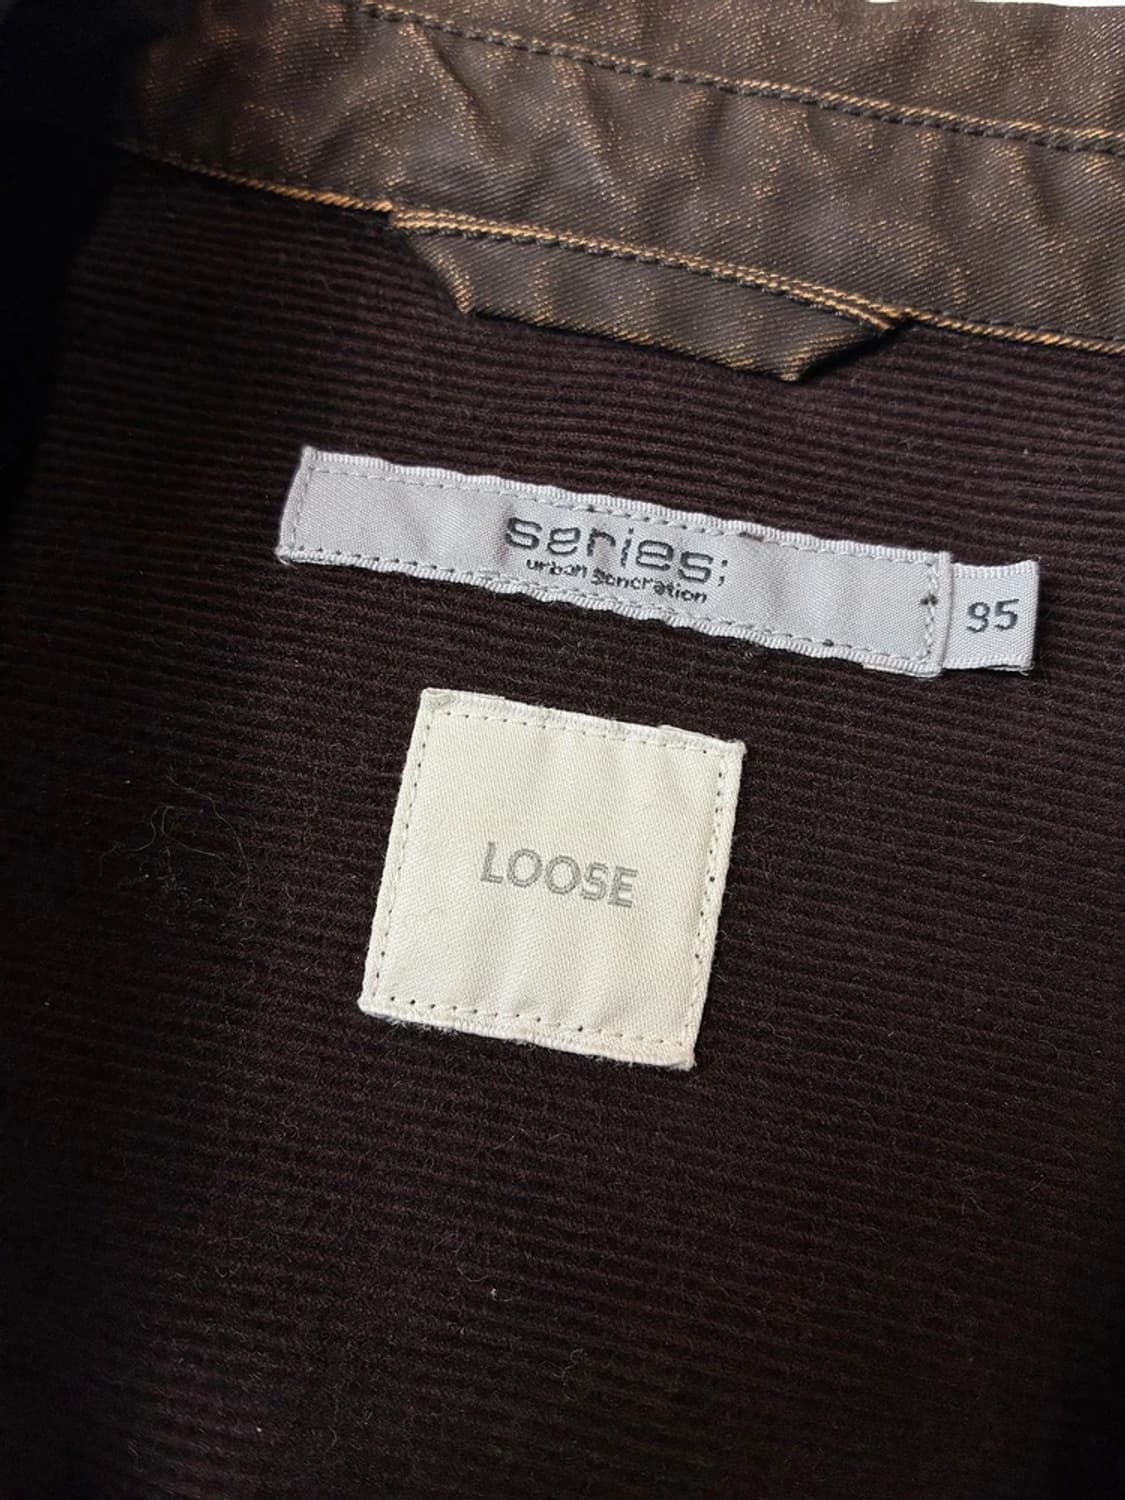 series;
urban generation
95
LOOSE